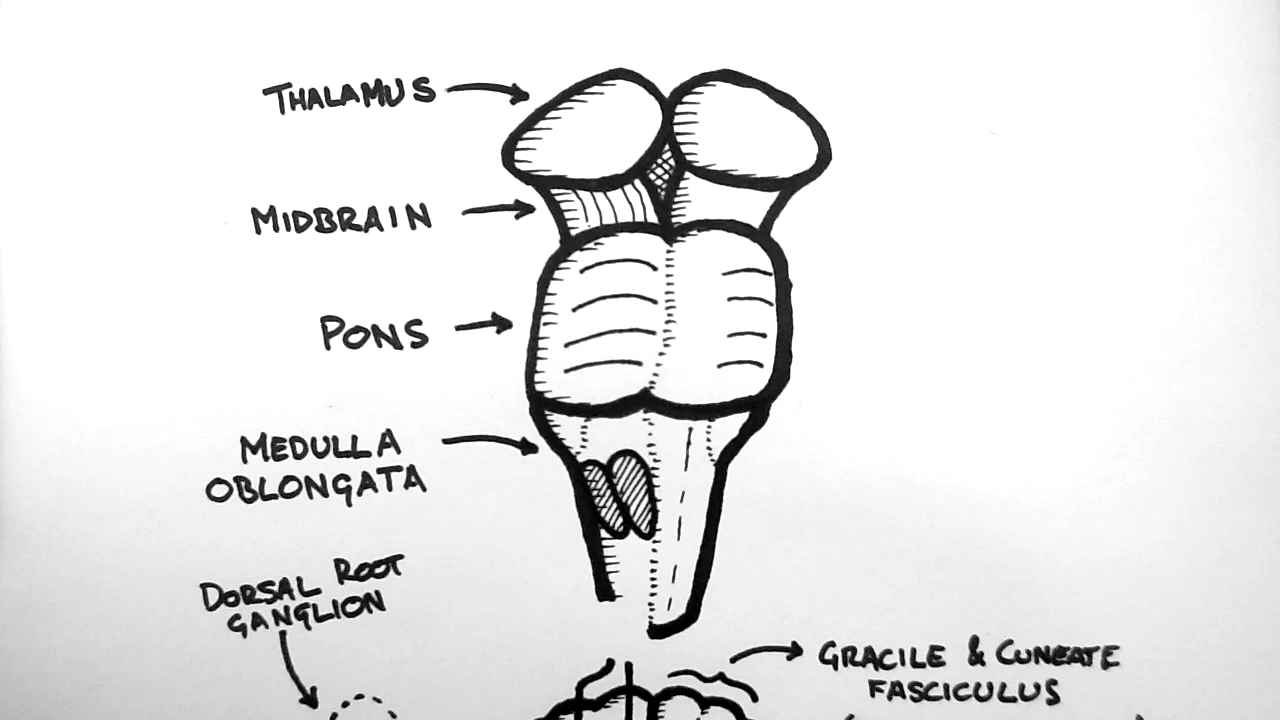 THALAMUS
MIDBRAIN
PONS
MEDULLA
OBLONGATA
DORSAL ROOT
GANGLION
GRACILE & CUNEATE
FASCICULUS